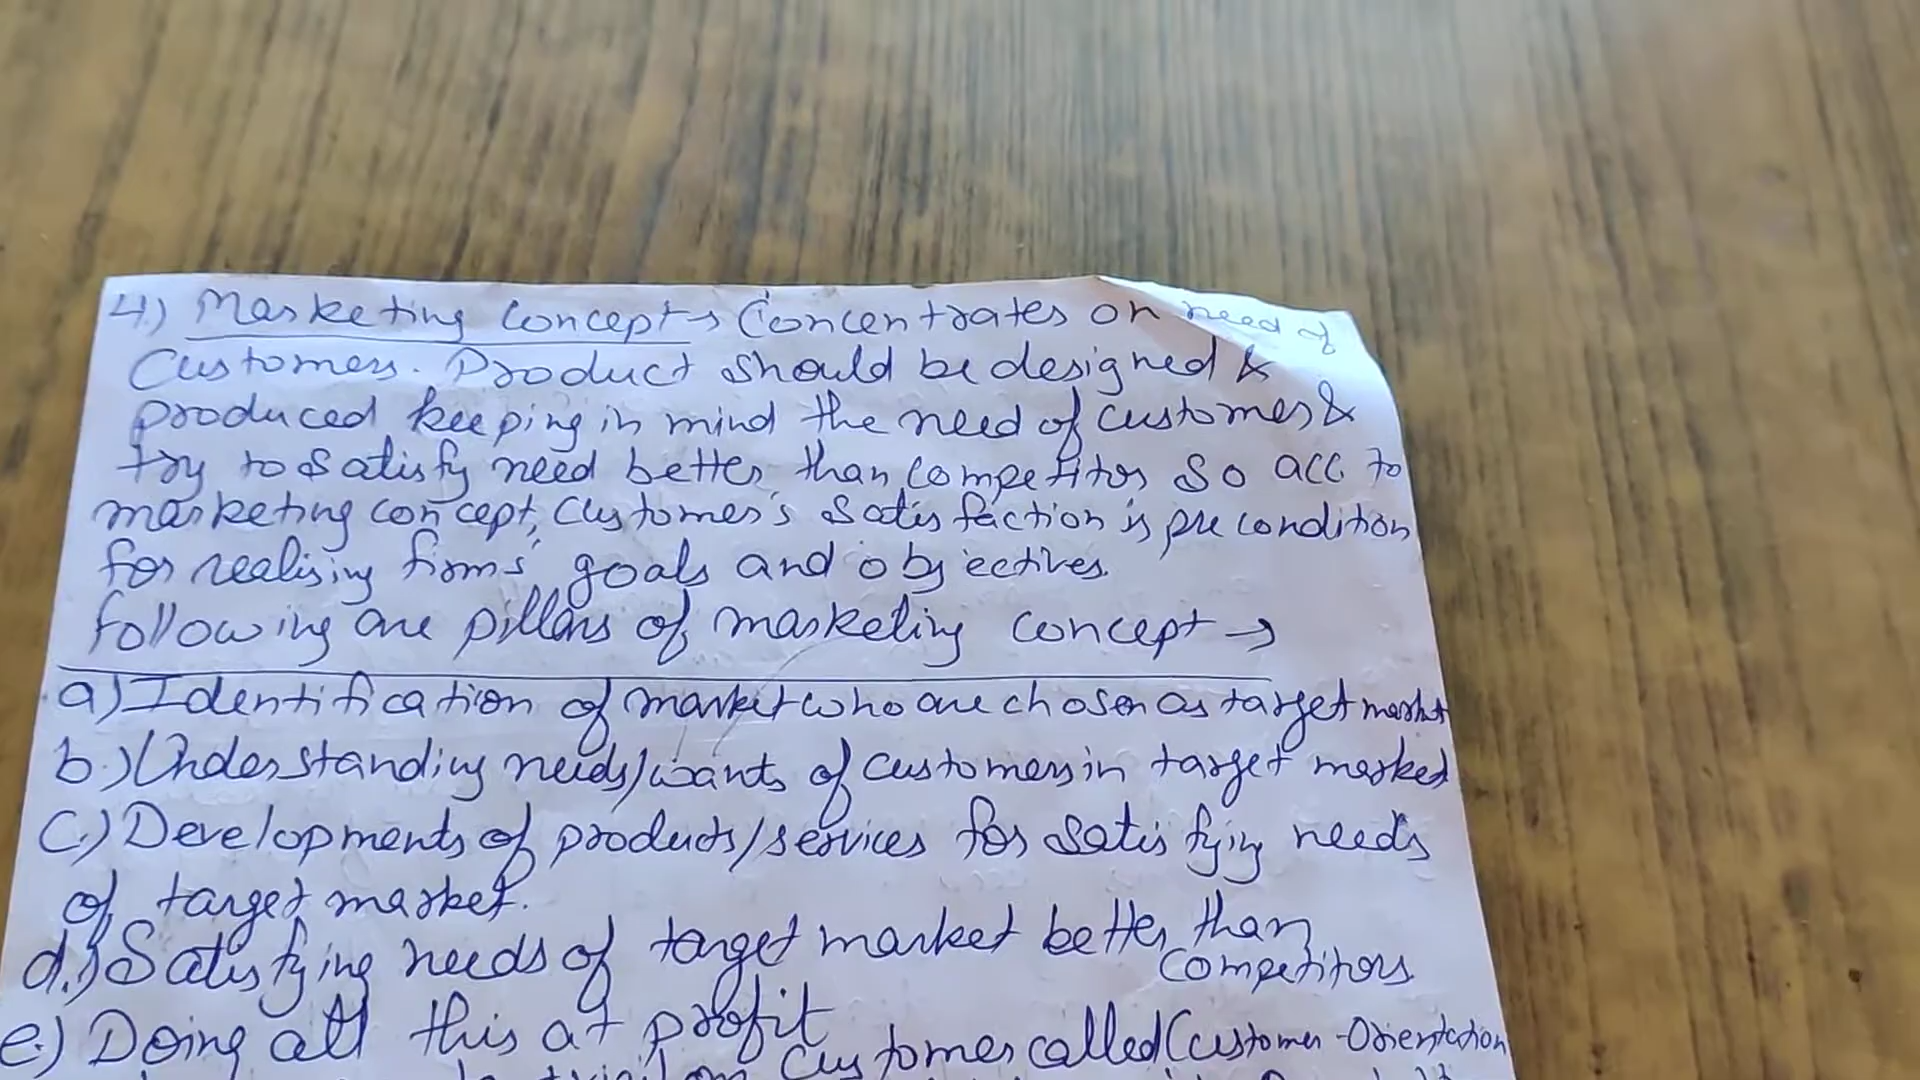 4.) Marketing Concept → Concentrates on need of
Customers. Product should be designed &
produced keeping in mind the need of customer &
try to satisfy need better than competitor So acc to
marketing concept, Customer's Satisfaction is pre condition
for realising firms' goals and objectives.
following are pillars of marketing concept →
a) Identification of market who are chosen as target market
b.) Understanding needs/wants of customers in target market
C.) Developments of products/services for satisfying needs
of target market.
d.) Satisfying needs of target market better than
competitors.
e.) Doing all this at profit
Customer called (Customer-Orientation